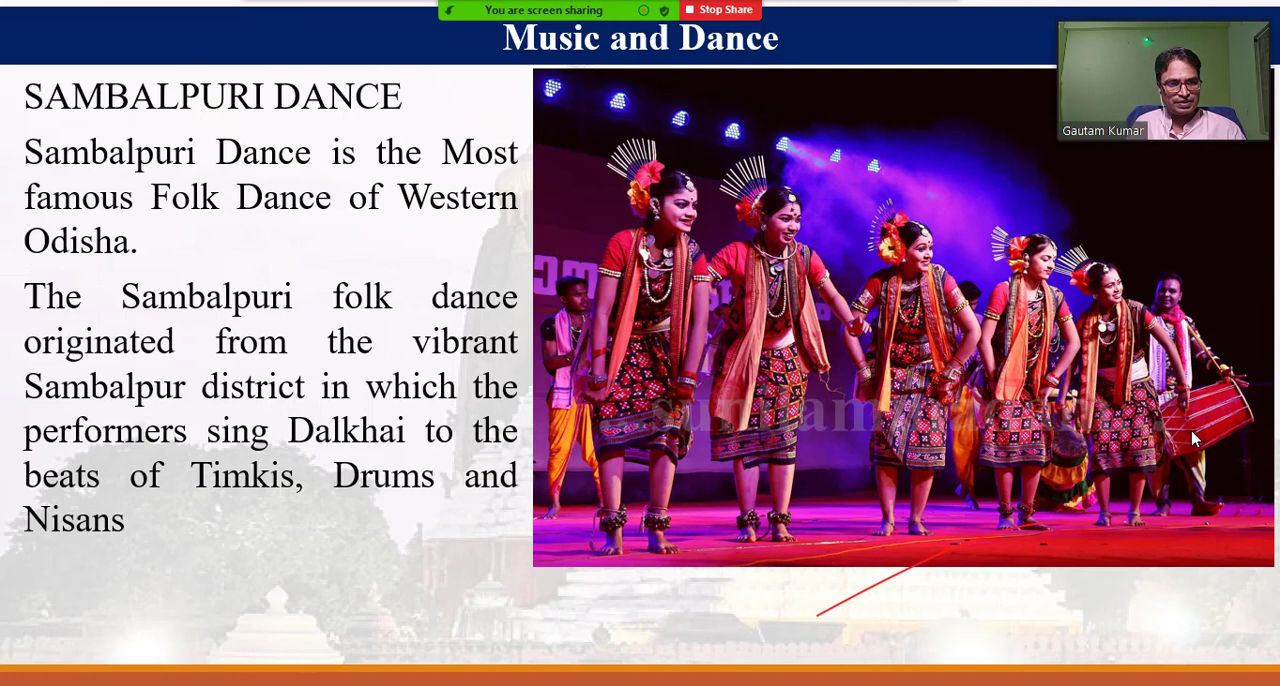 You are screen sharing
Stop Share
Music and Dance
Gautam Kumar
SAMBALPURI DANCE
Sambalpuri Dance is the Most
famous Folk Dance of Western
Odisha.
The Sambalpuri folk dance
originated from the vibrant
Sambalpur district in which the
performers sing Dalkhai to the
beats of Timkis, Drums and
Nisans